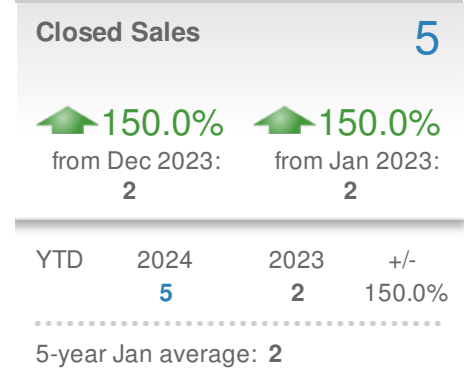 Closed Sales 5
150.0% 150.0%
from Dec 2023: from Jan 2023:
2 2
YTD 2024 2023 +/-
5 2 150.0%
5-year Jan average: 2